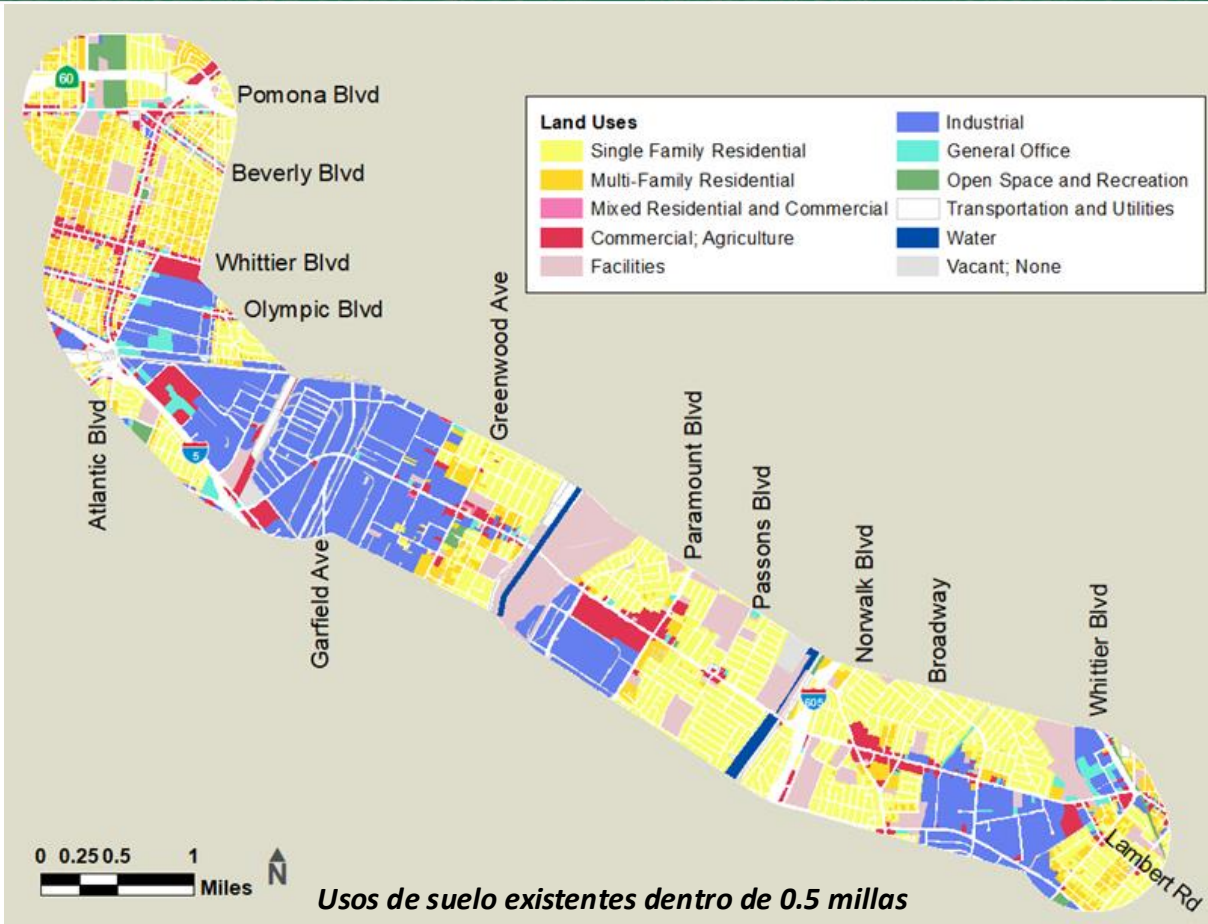 60
Pomona Blvd
Beverly Blvd
Whittier Blvd
Olympic Blvd
Land Uses
Single Family Residential
Multi-Family Residential
Mixed Residential and Commercial
Commercial; Agriculture
Facilities
Industrial
General Office
Open Space and Recreation
Transportation and Utilities
Water
Vacant; None
Atlantic Blvd
5
Garfield Ave
Greenwood Ave
Paramount Blvd
Passons Blvd
605
Norwalk Blvd
Broadway
Whittier Blvd
Lambert Rd
0 0.25 0.5 1
Miles
N
Usos de suelo existentes dentro de 0.5 millas